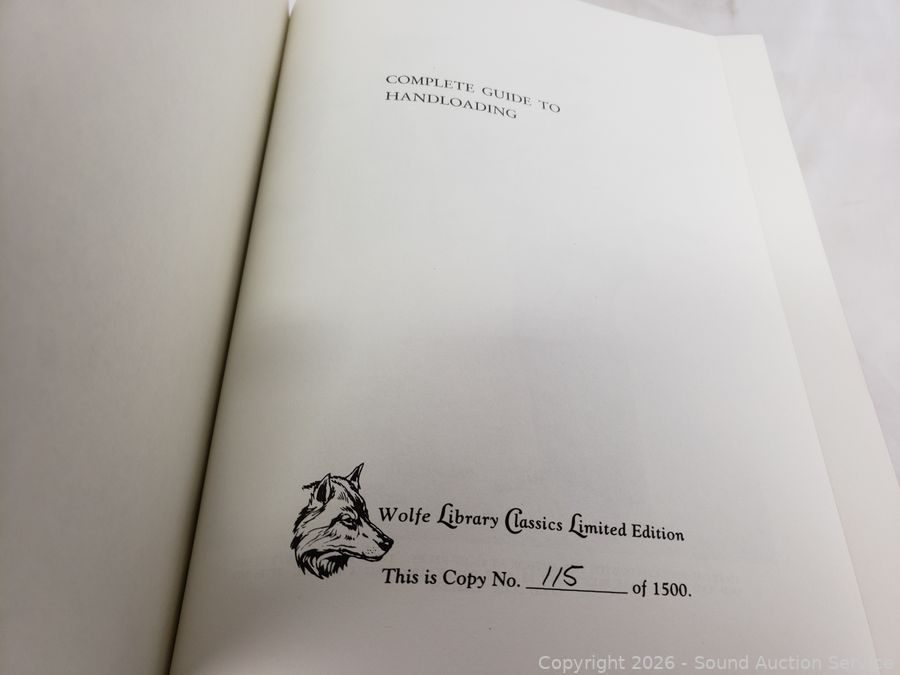 COMPLETE GUIDE TO
HANDLOADING
Wolfe Library Classics Limited Edition
This is Copy No. 115 of 1500.
Copyright 2026 - Sound Auction Service